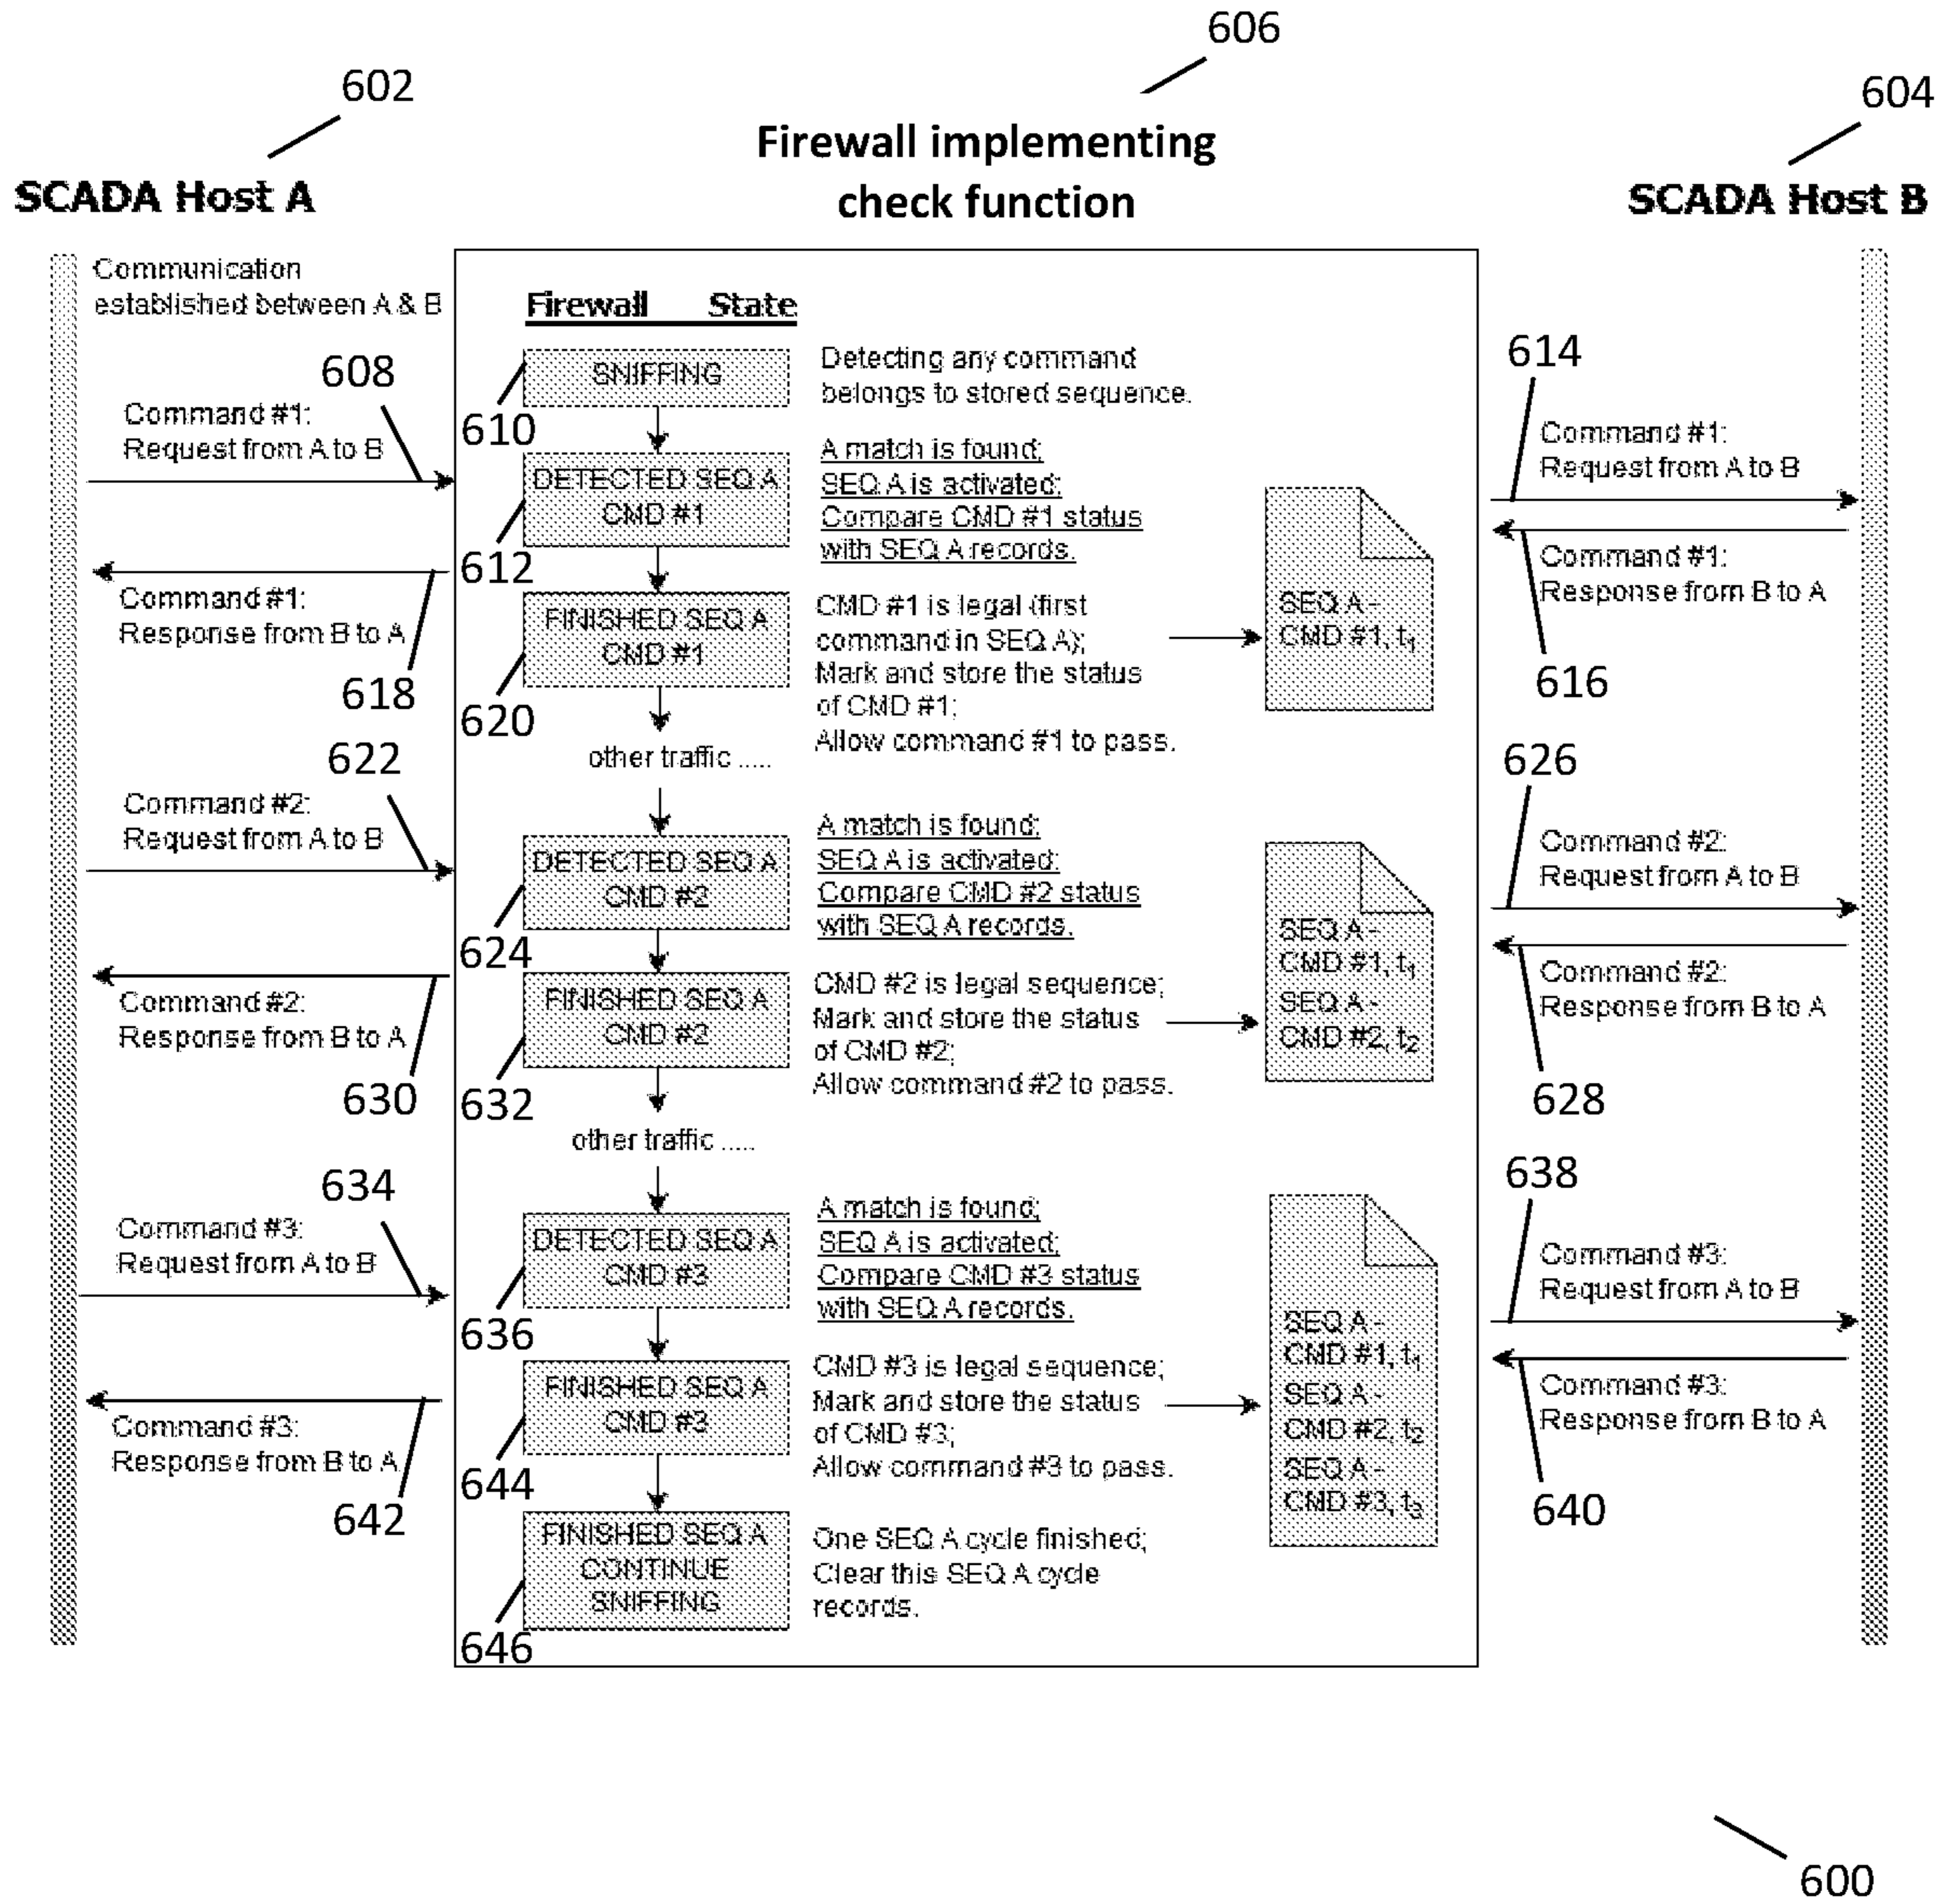 606
602
604
Firewall implementing
check function
SCADA Host A
SCADA Host B
Communication
established between A & B
Firewall State
608
Command #1:
Request from A to B
SNIFFING
610
Detecting any command
belongs to stored sequence.
614
Command #1:
Request from A to B
DETECTED SEQ A
CMD #1
612
A match is found;
SEQ A is activated;
Compare CMD #1 status
with SEQ A records.
Command #1:
Response from B to A
616
Command #1:
Response from B to A
618
FINISHED SEQ A
CMD #1
620
CMD #1 is legal (first
command in SEQ A);
Mark and store the status
of CMD #1;
Allow command #1 to pass.
SEQ A -
CMD #1, t1
other traffic .....
622
Command #2:
Request from A to B
626
Command #2:
Request from A to B
DETECTED SEQ A
CMD #2
624
A match is found;
SEQ A is activated;
Compare CMD #2 status
with SEQ A records.
SEQ A -
CMD #1, t1
SEQ A -
CMD #2, t2
Command #2:
Response from B to A
628
Command #2:
Response from B to A
630
FINISHED SEQ A
CMD #2
632
CMD #2 is legal sequence;
Mark and store the status
of CMD #2;
Allow command #2 to pass.
other traffic .....
634
Command #3:
Request from A to B
638
Command #3:
Request from A to B
DETECTED SEQ A
CMD #3
636
A match is found;
SEQ A is activated;
Compare CMD #3 status
with SEQ A records.
SEQ A -
CMD #1, t1
SEQ A -
CMD #2, t2
SEQ A -
CMD #3, t3
Command #3:
Response from B to A
640
Command #3:
Response from B to A
642
FINISHED SEQ A
CMD #3
644
CMD #3 is legal sequence;
Mark and store the status
of CMD #3;
Allow command #3 to pass.
FINISHED SEQ A
CONTINUE
SNIFFING
646
One SEQ A cycle finished;
Clear this SEQ A cycle
records.
600